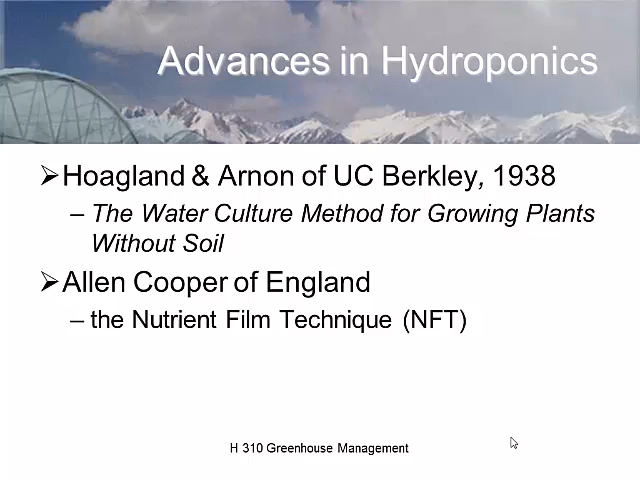 Advances in Hydroponics
➢Hoagland & Arnon of UC Berkley, 1938
– The Water Culture Method for Growing Plants
Without Soil
➢Allen Cooper of England
– the Nutrient Film Technique (NFT)
H 310 Greenhouse Management